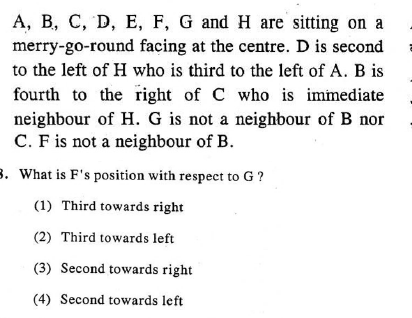 A, B, C, D, E, F, G and H are sitting on a
merry-go-round facing at the centre. D is second
to the left of H who is third to the left of A. B is
fourth to the right of C who is immediate
neighbour of H. G is not a neighbour of B nor
C. F is not a neighbour of B.
3. What is F's position with respect to G ?
(1) Third towards right
(2) Third towards left
(3) Second towards right
(4) Second towards left